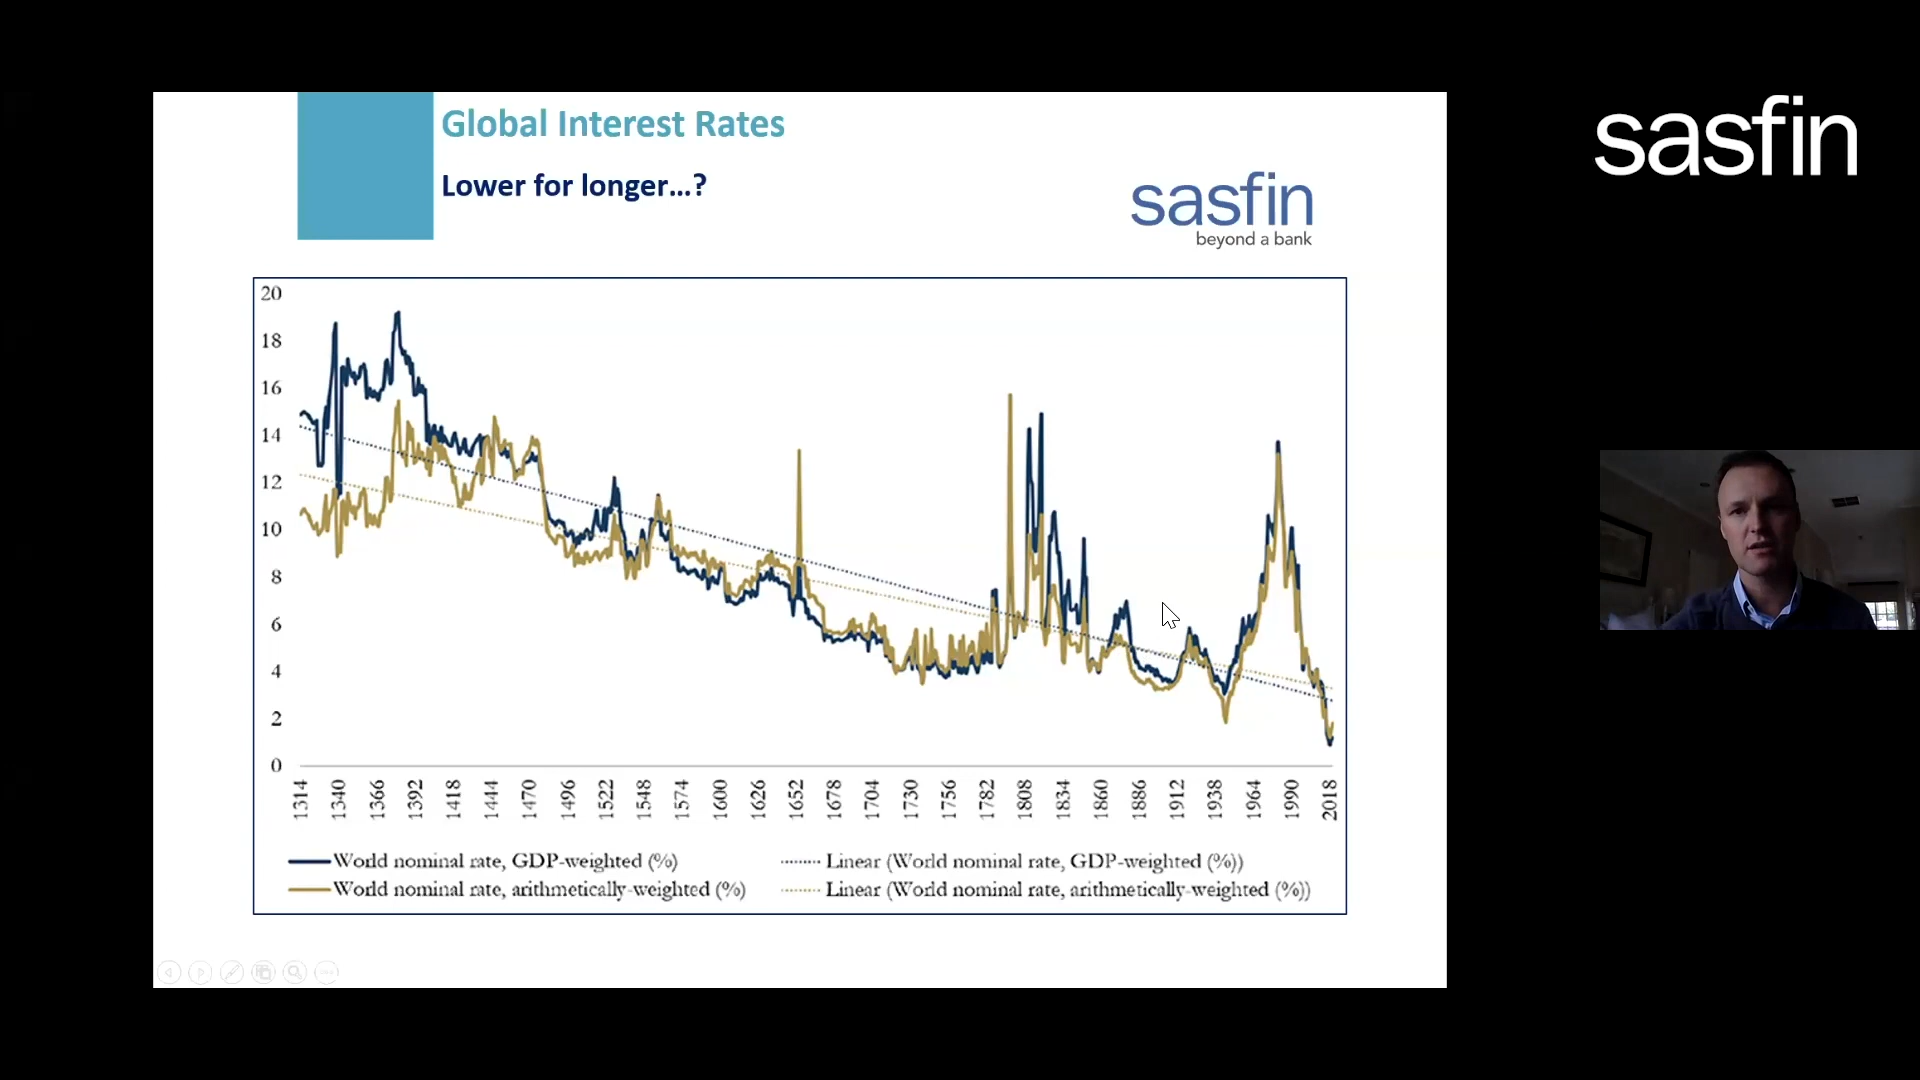 Global Interest Rates
Lower for longer...?
sasfin
beyond a bank
sasfin
20
18
16
14
12
10
8
6
4
2
0
1314 1340 1366 1392 1418 1444 1470 1496 1522 1548 1574 1600 1626 1652 1678 1704 1730 1756 1782 1808 1834 1860 1886 1912 1938 1964 1990 2018
World nominal rate, GDP-weighted (%) Linear (World nominal rate, GDP-weighted (%))
World nominal rate, arithmetically-weighted (%) Linear (World nominal rate, arithmetically-weighted (%))